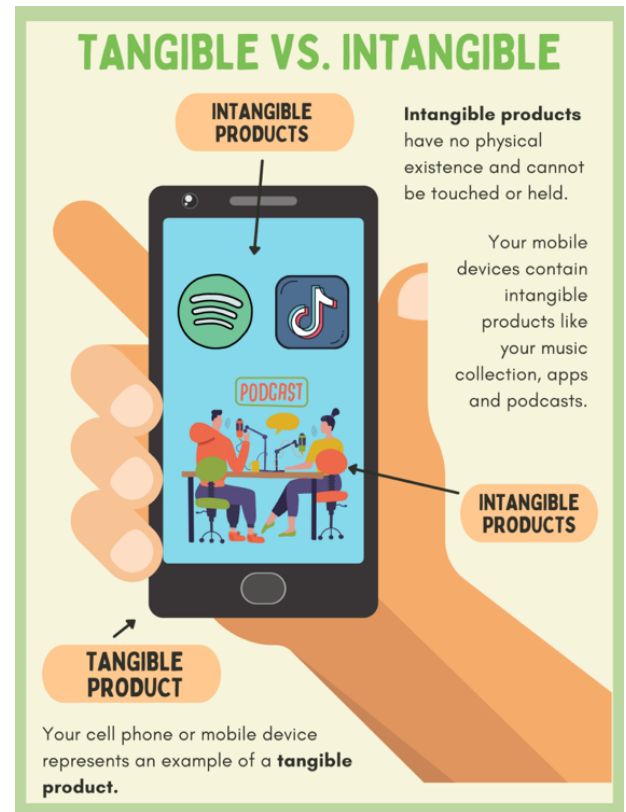 TANGIBLE VS. INTANGIBLE
INTANGIBLE
PRODUCTS
Intangible products
have no physical
existence and cannot
be touched or held.
Your mobile
devices contain
intangible
products like
your music
collection, apps
and podcasts.
PODCAST
INTANGIBLE
PRODUCTS
TANGIBLE
PRODUCT
Your cell phone or mobile device
represents an example of a tangible
product.